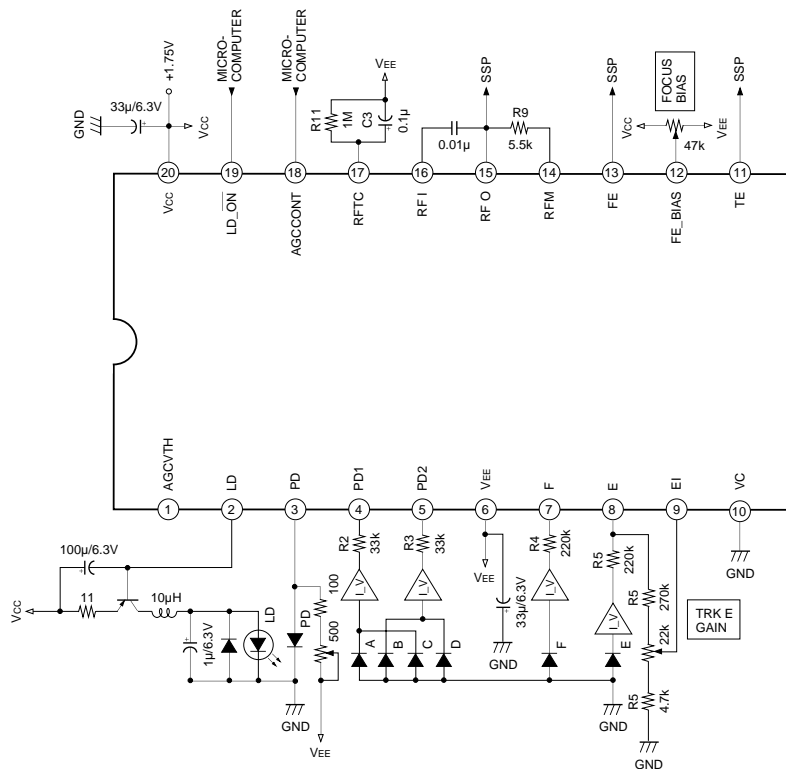 GND
33μ/6.3V
+1.75V
VCC
MICRO-
COMPUTER
MICRO-
COMPUTER
VEE
R11
1M
C3
0.1μ
SSP
0.01μ
R9
5.5k
SSP
FOCUS
BIAS
VCC
VEE
47k
SSP
20
19
18
17
16
15
14
13
12
11
VCC
LD_ON
AGCCONT
RFTC
RF I
RF O
RFM
FE
FE_BIAS
TE
AGCVTH
LD
PD
PD1
PD2
VEE
F
E
EI
VC
1
2
3
4
5
6
7
8
9
10
100μ/6.3V
VCC
11
10μH
1μ/6.3V
LD
PD
100
500
GND
VEE
R2
33k
R3
33k
I_V
I_V
A
B
C
D
VEE
33μ/6.3V
GND
R4
220k
I_V
F
R5
220k
I_V
E
R5
270k
22k
R5
4.7k
GND
TRK E
GAIN
GND